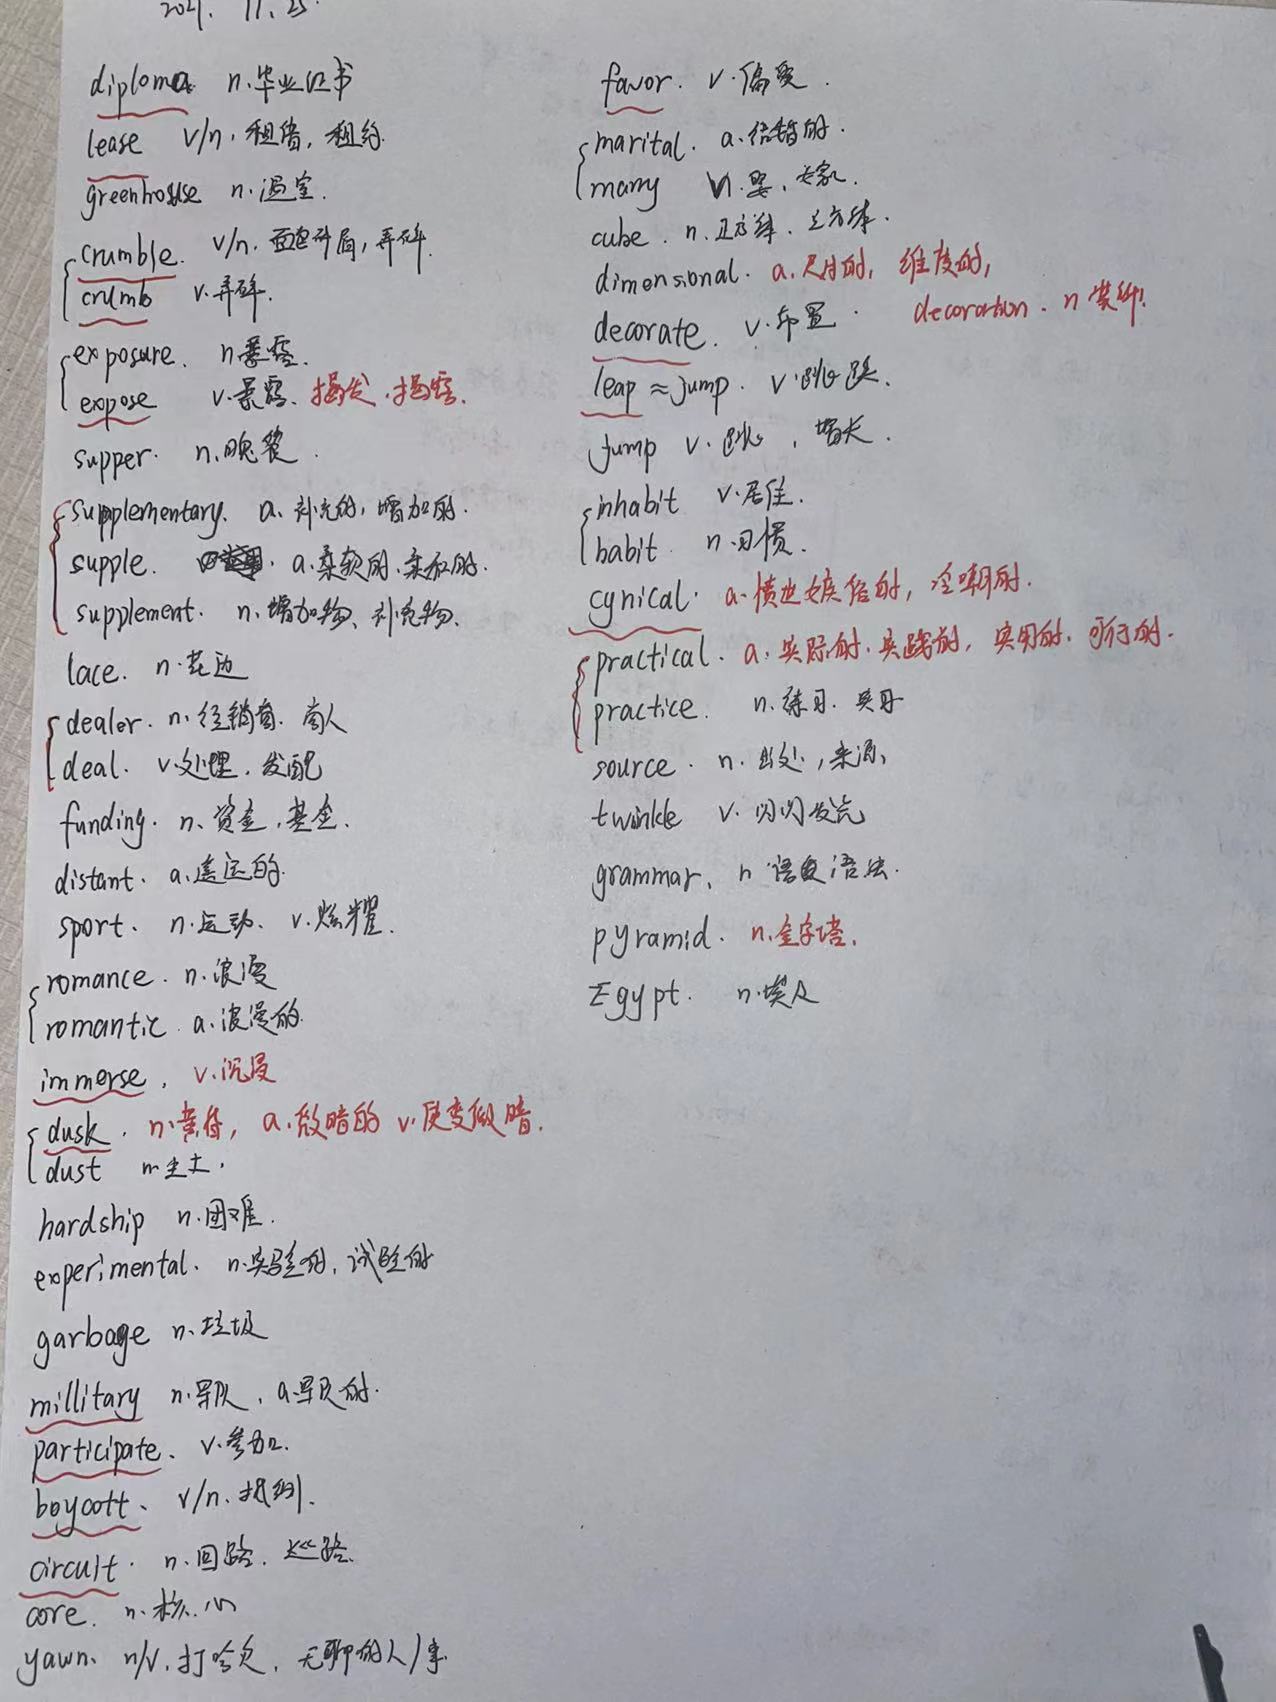 2021. 11. 25.
diploma n.毕业证书
lease v/n. 租借, 租约
greenhouse n.温室.
crumble. v/n. 面包碎屑, 弄碎.
crumb v.弄碎.
exposure. n.暴露.
expose v.暴露、揭发、揭露.
supper. n.晚餐.
supplementary. a.补充的, 增加的.
supple. a.柔软的.柔和的.
supplement. n.增加物、补充物.
lace. n.花边
dealer. n.经销商. 商人
deal. v.处理, 发配
funding. n.资金, 基金.
distant. a.遥远的.
sport. n.运动. v.炫耀.
romance. n.浪漫
romantic a.浪漫的.
immerse. v.沉浸
dusk. n.黄昏, a.微暗的 v.使变微暗.
dust n.尘土.
hardship n.困难.
experimental. n.实验的, 试验的
garbage n.垃圾
millitary n.军队, a.军队的.
participate. v.参加.
boycott. v/n. 抵制.
circuit. n.回路. 巡路.
core. n.核心
yawn. n/v.打哈欠, 无聊的人/事.
favor. v.偏爱.
marital. a.结婚的.
marry v.娶, 嫁.
cube. n.正方体. 立方体.
dimensional. a.尺寸的, 维度的,
decorate. v.布置. decoration. n装饰.
leap≈jump. v.跳跃.
jump v.跳, 增长.
inhabit v.居住.
habit n.习惯.
cynical. a.愤世嫉俗的, 冷嘲的.
practical. a.实际的.实践的, 实用的.可行的.
practice. n.练习. 实习
source. n.出处, 来源,
twinkle v.闪闪发光
grammar. n 语法.
pyramid. n.金字塔.
Egypt. n.埃及